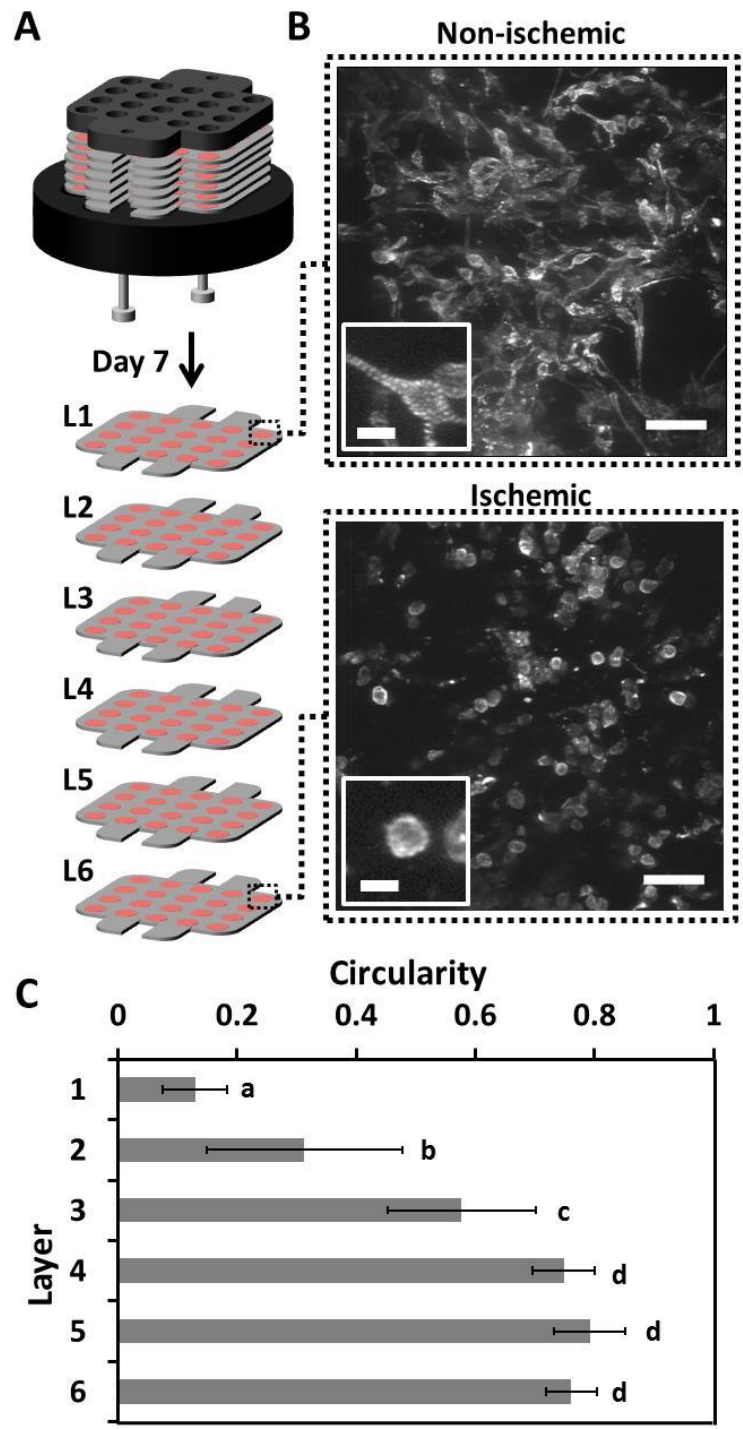 A
B
Non-ischemic
Day 7
L1
L2
Ischemic
L3
L4
L5
L6
C
Circularity
0 0.2 0.4 0.6 0.8 1
1 a
2 b
3 c
Layer
4 d
5 d
6 d